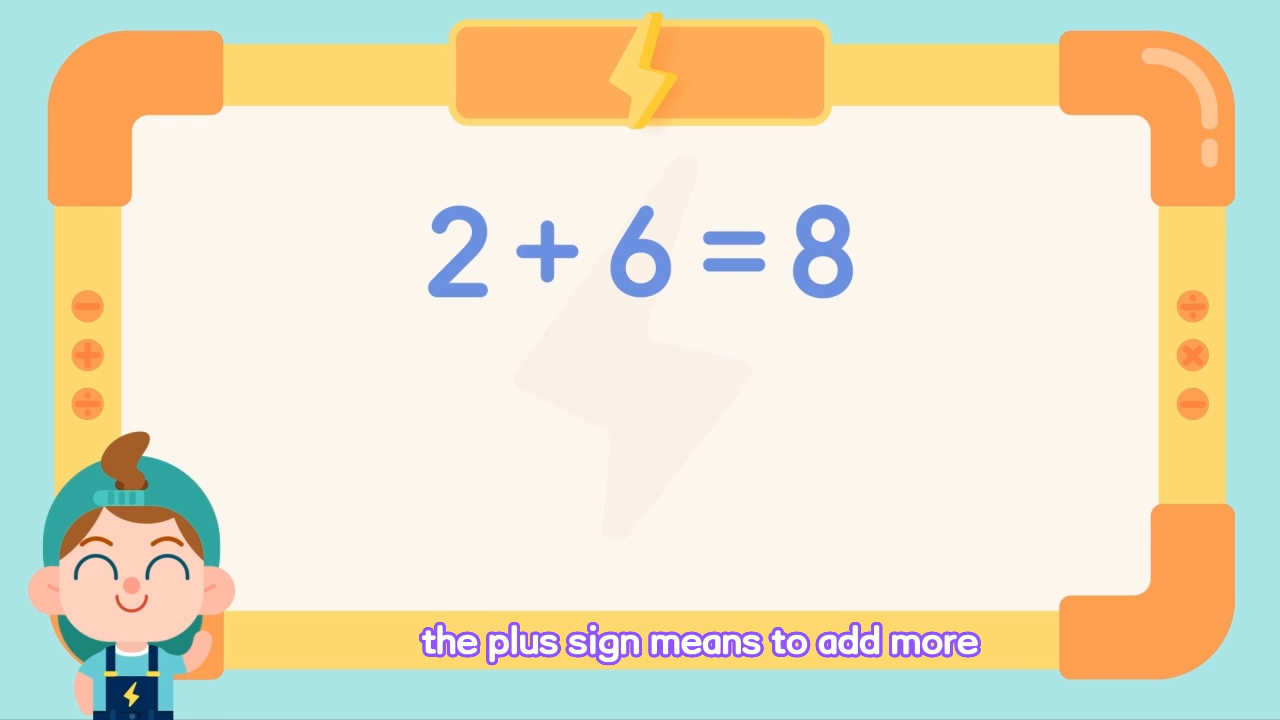 2 + 6 = 8
the plus sign means to add more